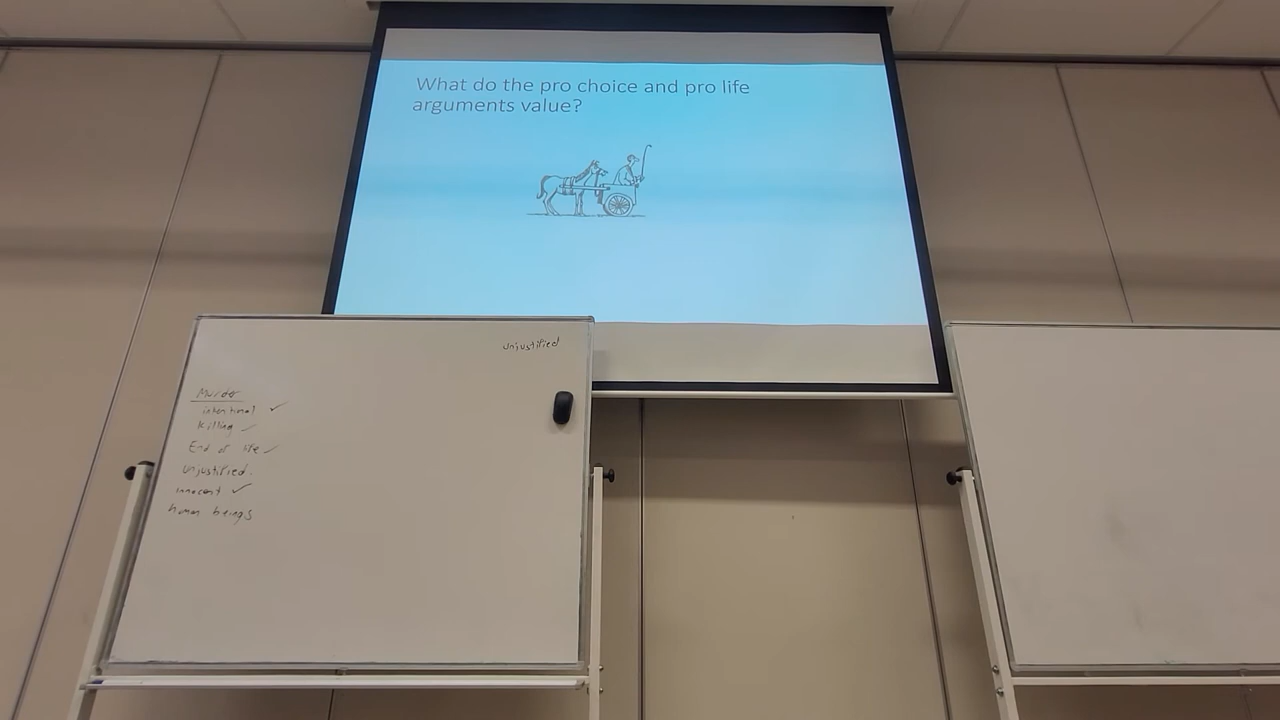 What do the pro choice and pro life
arguments value?
unjustified
Murder
intentional ✓
Killing ✓
End of life ✓
Unjustified.
innocent ✓
human beings